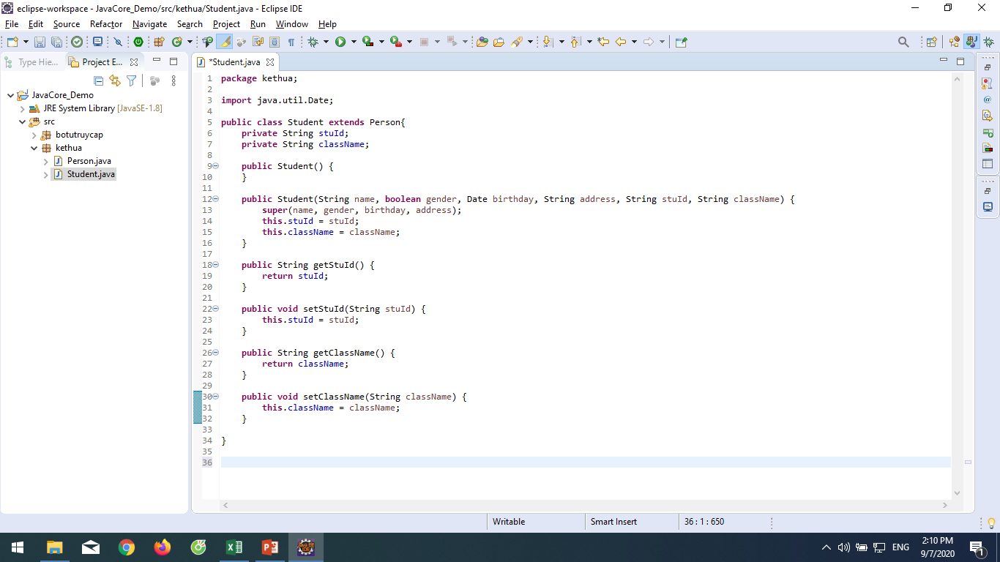 eclipse-workspace - JavaCore_Demo/src/kethua/Student.java - Eclipse IDE
File Edit Source Refactor Navigate Search Project Run Window Help
Type Hie... Project E... *Student.java
JavaCore_Demo
JRE System Library [JavaSE-1.8]
src
botutruycap
kethua
Person.java
Student.java
1 package kethua;
2
3 import java.util.Date;
4
5 public class Student extends Person{
6 private String stuId;
7 private String className;
8
9 public Student() {
10 }
11
12 public Student(String name, boolean gender, Date birthday, String address, String stuId, String className) {
13 super(name, gender, birthday, address);
14 this.stuId = stuId;
15 this.className = className;
16 }
17
18 public String getStuId() {
19 return stuId;
20 }
21
22 public void setStuId(String stuId) {
23 this.stuId = stuId;
24 }
25
26 public String getClassName() {
27 return className;
28 }
29
30 public void setClassName(String className) {
31 this.className = className;
32 }
33
34 }
35
36
Writable Smart Insert 36 : 1 : 650
ENG 2:10 PM
9/7/2020 1